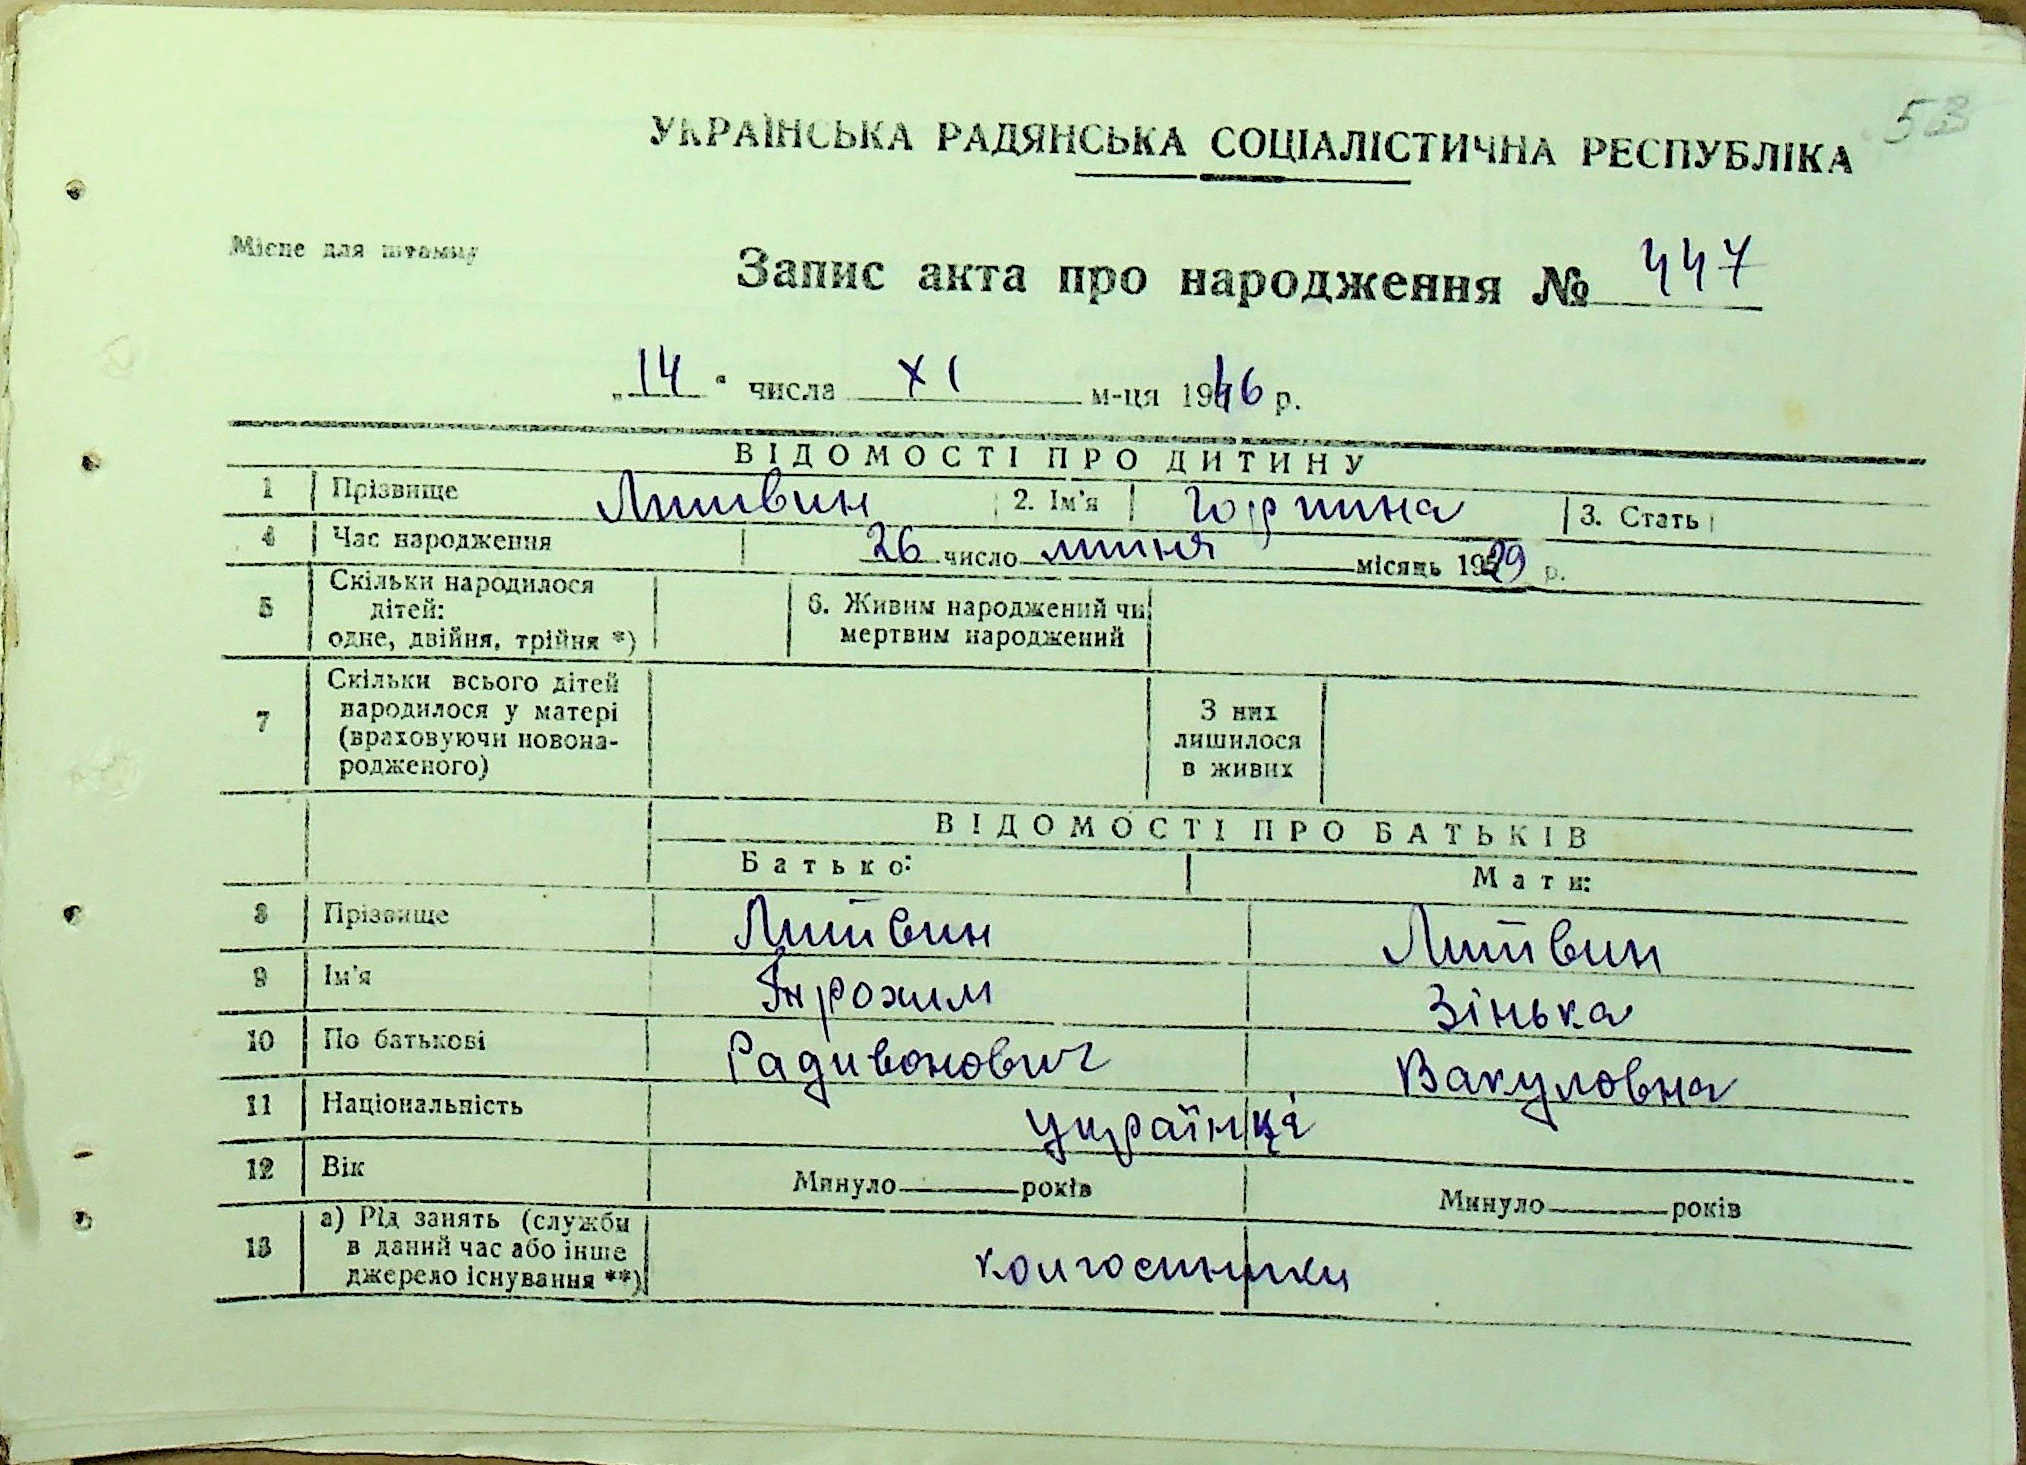 53
УКРАЇНСЬКА РАДЯНСЬКА СОЦІАЛІСТИЧНА РЕСПУБЛІКА
Місце для штампу
Запис акта про народження № 447
„14" числа XI м-ця 1946 р.
ВІДОМОСТІ ПРО ДИТИНУ
1 Прізвище Литвин 2. Ім'я Горпина 3. Стать
4 Час народження 26 число липня місяць 1929 р.
5 Скільки народилося дітей: одне, двійня, трійня *) 6. Живим народжений чи мертвим народжений
7 Скільки всього дітей народилося у матері (враховуючи новонародженого) З них лишилося в живих
ВІДОМОСТІ ПРО БАТЬКІВ
Батько: Мати:
8 Прізвище Литвин Литвин
9 Ім'я Зінька
10 По батькові Радивонович Вакуловна
11 Національність українці
12 Вік Минуло років Минуло років
13 а) Рід занять (служби в даний час або інше джерело існування **) колгоспники